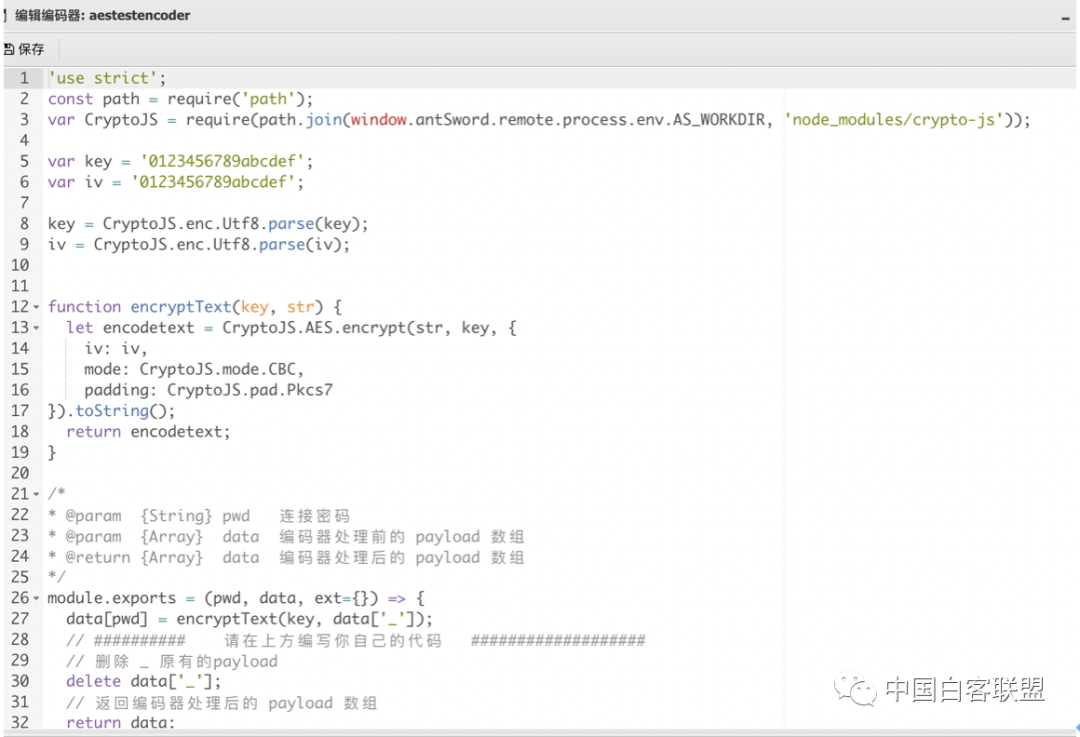 编辑编码器: aestestencoder
保存
1 'use strict';
2 const path = require('path');
3 var CryptoJS = require(path.join(window.antSword.remote.process.env.AS_WORKDIR, 'node_modules/crypto-js'));
4
5 var key = '0123456789abcdef';
6 var iv = '0123456789abcdef';
7
8 key = CryptoJS.enc.Utf8.parse(key);
9 iv = CryptoJS.enc.Utf8.parse(iv);
10
11
12 function encryptText(key, str) {
13   let encodetext = CryptoJS.AES.encrypt(str, key, {
14     iv: iv,
15     mode: CryptoJS.mode.CBC,
16     padding: CryptoJS.pad.Pkcs7
17 }).toString();
18   return encodetext;
19 }
20
21 /*
22 * @param  {String} pwd   连接密码
23 * @param  {Array}  data  编码器处理前的 payload 数组
24 * @return {Array}  data  编码器处理后的 payload 数组
25 */
26 module.exports = (pwd, data, ext={}) => {
27   data[pwd] = encryptText(key, data['_']);
28   // ##########    请在上方编写你自己的代码   ###################
29   // 删除 _ 原有的payload
30   delete data['_'];
31   // 返回编码器处理后的 payload 数组
32   return data;
中国白客联盟